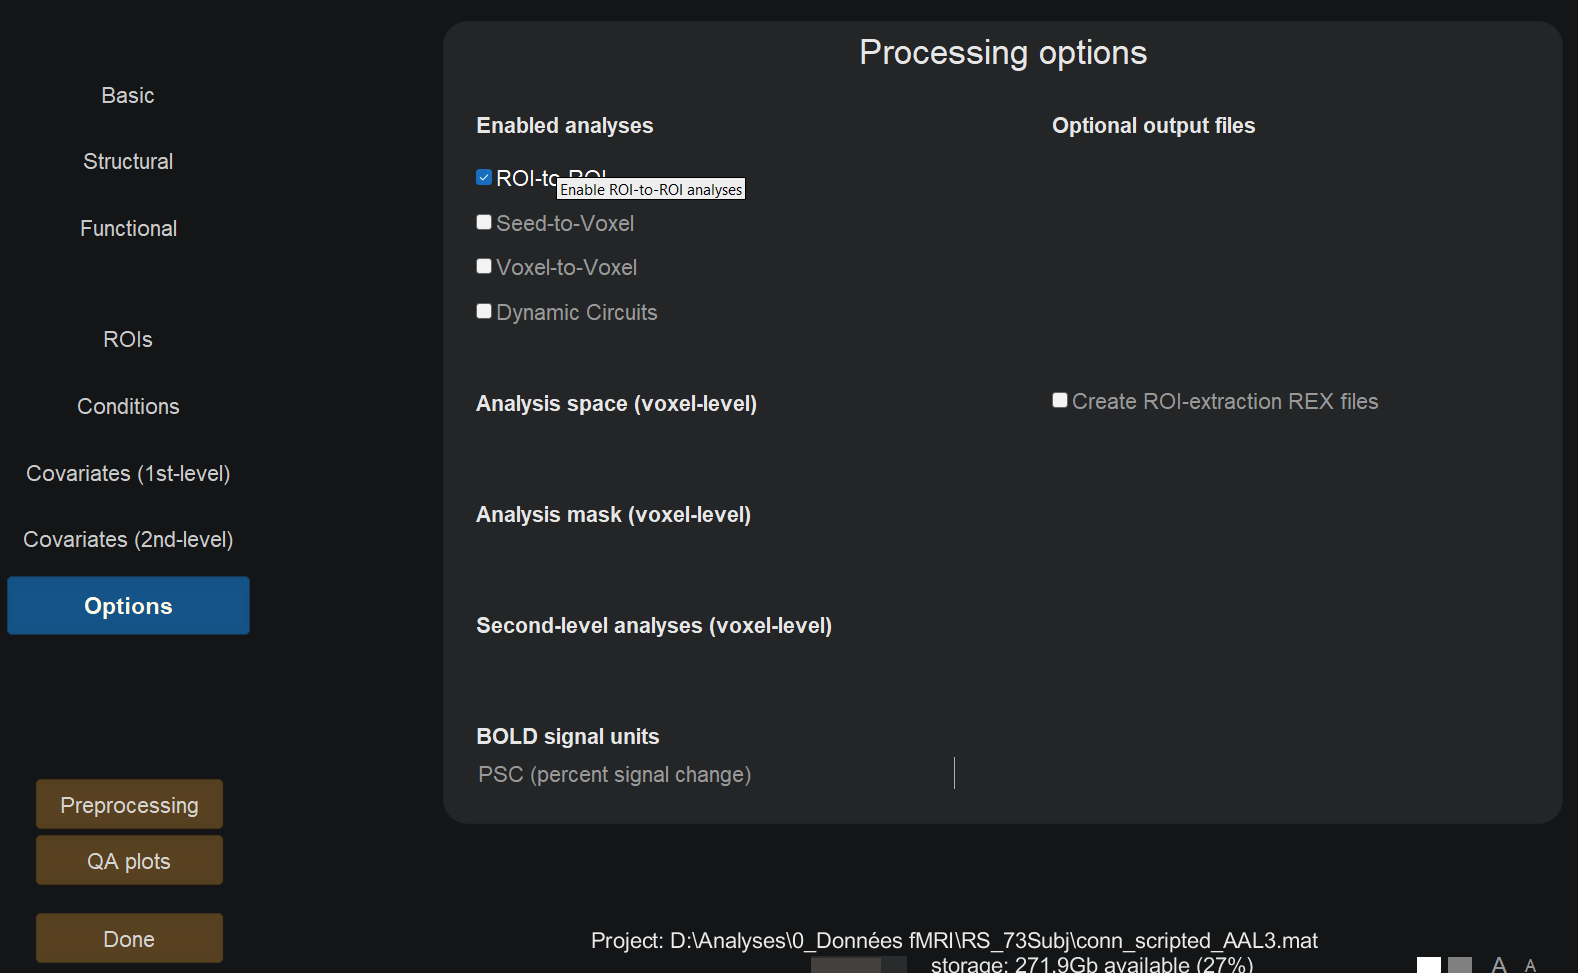 Processing options
Basic
Structural
Functional
ROIs
Conditions
Covariates (1st-level)
Covariates (2nd-level)
Options
Preprocessing
QA plots
Done
Enabled analyses
ROI-to-ROI
Enable ROI-to-ROI analyses
Seed-to-Voxel
Voxel-to-Voxel
Dynamic Circuits
Analysis space (voxel-level)
Analysis mask (voxel-level)
Second-level analyses (voxel-level)
BOLD signal units
PSC (percent signal change)
Optional output files
Create ROI-extraction REX files
Project: D:\Analyses\0_Données fMRI\RS_73Subj\conn_scripted_AAL3.mat
storage: 271.9Gb available (27%)
A A